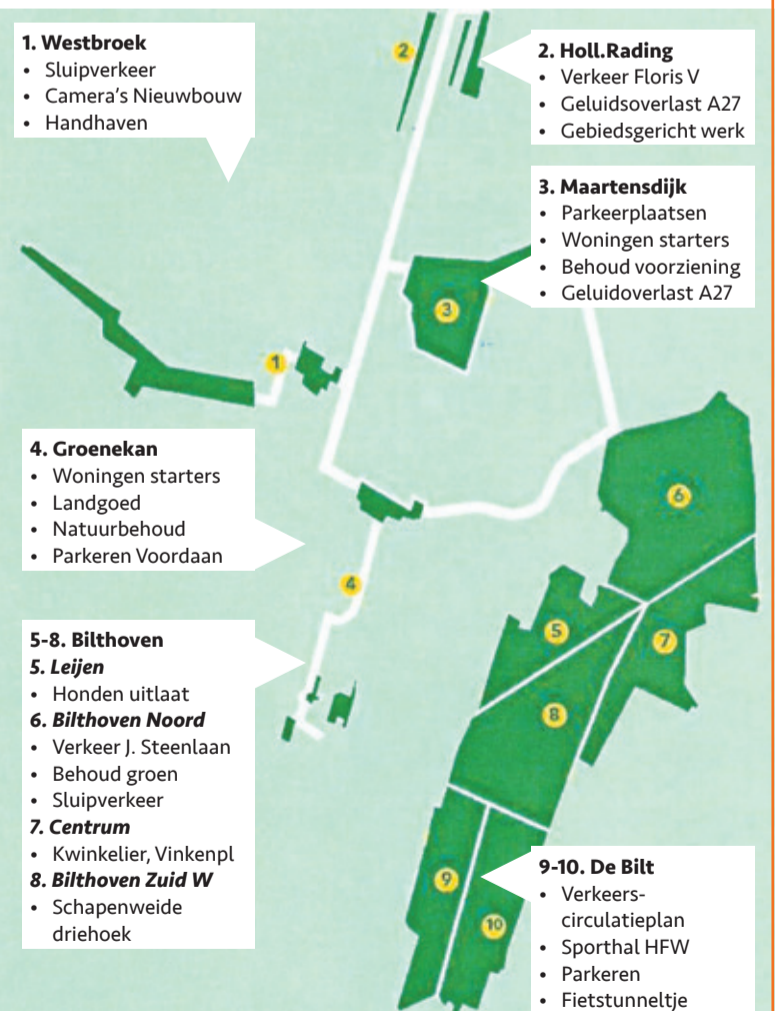 1. Westbroek
• Sluipverkeer
• Camera's Nieuwbouw
• Handhaven
2
2. Holl.Rading
• Verkeer Floris V
• Geluidsoverlast A27
• Gebiedsgericht werk
3. Maartensdijk
• Parkeerplaatsen
• Woningen starters
• Behoud voorziening
• Geluidoverlast A27
3
1
4. Groenekan
• Woningen starters
• Landgoed
• Natuurbehoud
• Parkeren Voordaan
6
4
5
7
8
5-8. Bilthoven
5. Leijen
• Honden uitlaat
6. Bilthoven Noord
• Verkeer J. Steenlaan
• Behoud groen
• Sluipverkeer
7. Centrum
• Kwinkelier, Vinkenpl
8. Bilthoven Zuid W
• Schapenweide
driehoek
9
10
9-10. De Bilt
• Verkeers-
circulatieplan
• Sporthal HFW
• Parkeren
• Fietstunneltje